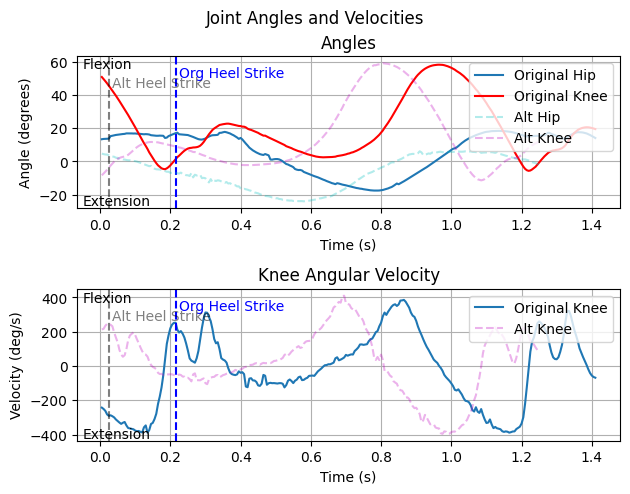 Joint Angles and Velocities
Angles
Flexion
Alt Heel Strike
Org Heel Strike
Extension
Original Hip
Original Knee
Alt Hip
Alt Knee
Angle (degrees)
60
40
20
0
−20
0.0 0.2 0.4 0.6 0.8 1.0 1.2 1.4
Time (s)
Knee Angular Velocity
Flexion
Alt Heel Strike
Org Heel Strike
Extension
Original Knee
Alt Knee
Velocity (deg/s)
400
200
0
−200
−400
0.0 0.2 0.4 0.6 0.8 1.0 1.2 1.4
Time (s)